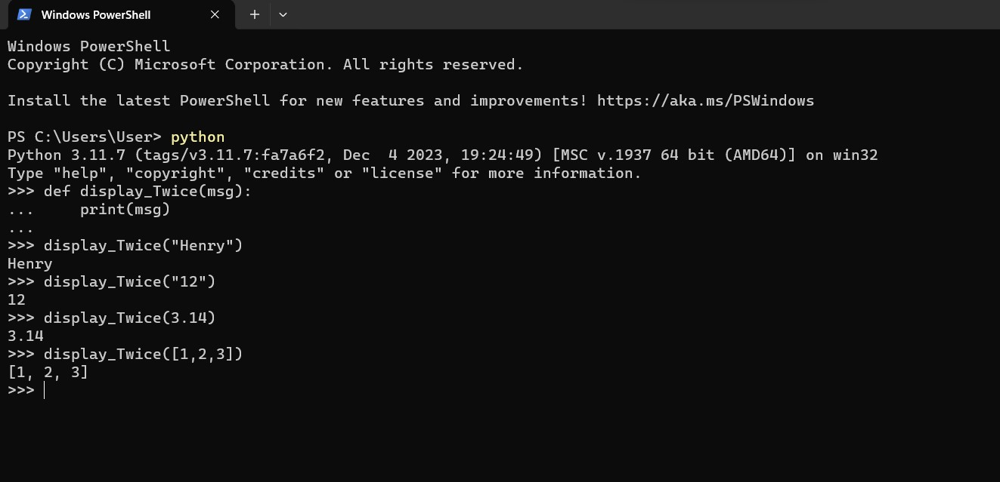 Windows PowerShell
Windows PowerShell
Copyright (C) Microsoft Corporation. All rights reserved.
Install the latest PowerShell for new features and improvements! https://aka.ms/PSWindows
PS C:\Users\User> python
Python 3.11.7 (tags/v3.11.7:fa7a6f2, Dec  4 2023, 19:24:49) [MSC v.1937 64 bit (AMD64)] on win32
Type "help", "copyright", "credits" or "license" for more information.
>>> def display_Twice(msg):
...     print(msg)
...
>>> display_Twice("Henry")
Henry
>>> display_Twice("12")
12
>>> display_Twice(3.14)
3.14
>>> display_Twice([1,2,3])
[1, 2, 3]
>>>